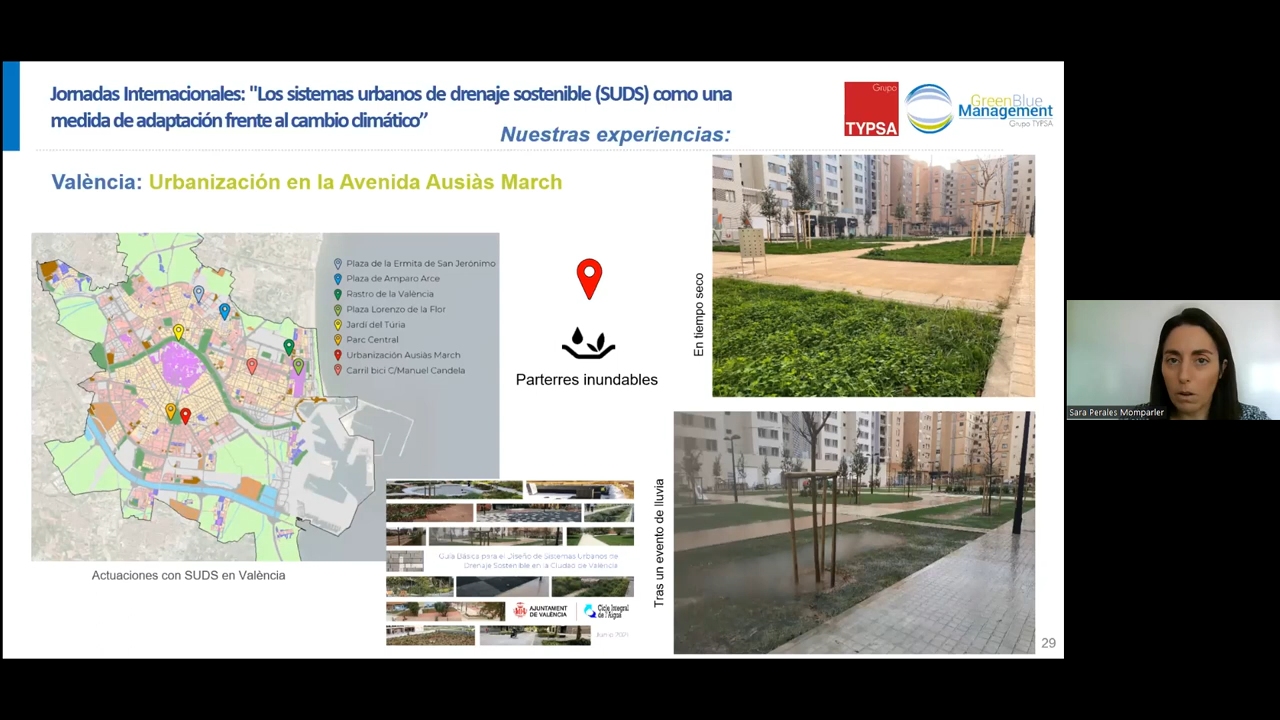 Jornadas Internacionales: "Los sistemas urbanos de drenaje sostenible (SUDS) como una
medida de adaptación frente al cambio climático”
Nuestras experiencias:
Grupo
TYPSA
GreenBlue
Management
Grupo TYPSA
València: Urbanización en la Avenida Ausiàs March
Plaza de la Ermita de San Jerónimo
Plaza de Amparo Arce
Rastro de la València
Plaza Lorenzo de la Flor
Jardí del Túria
Parc Central
Urbanización Ausiàs March
Carril bici C/Manuel Candela
Parterres inundables
En tiempo seco
Tras un evento de lluvia
Actuaciones con SUDS en València
Guía Básica para el Diseño de Sistemas Urbanos de
Drenaje Sostenible en la Ciudad de València
AJUNTAMENT
DE VALÈNCIA
Cicle Integral
de l'Aigua
29
Sara Perales Momparler